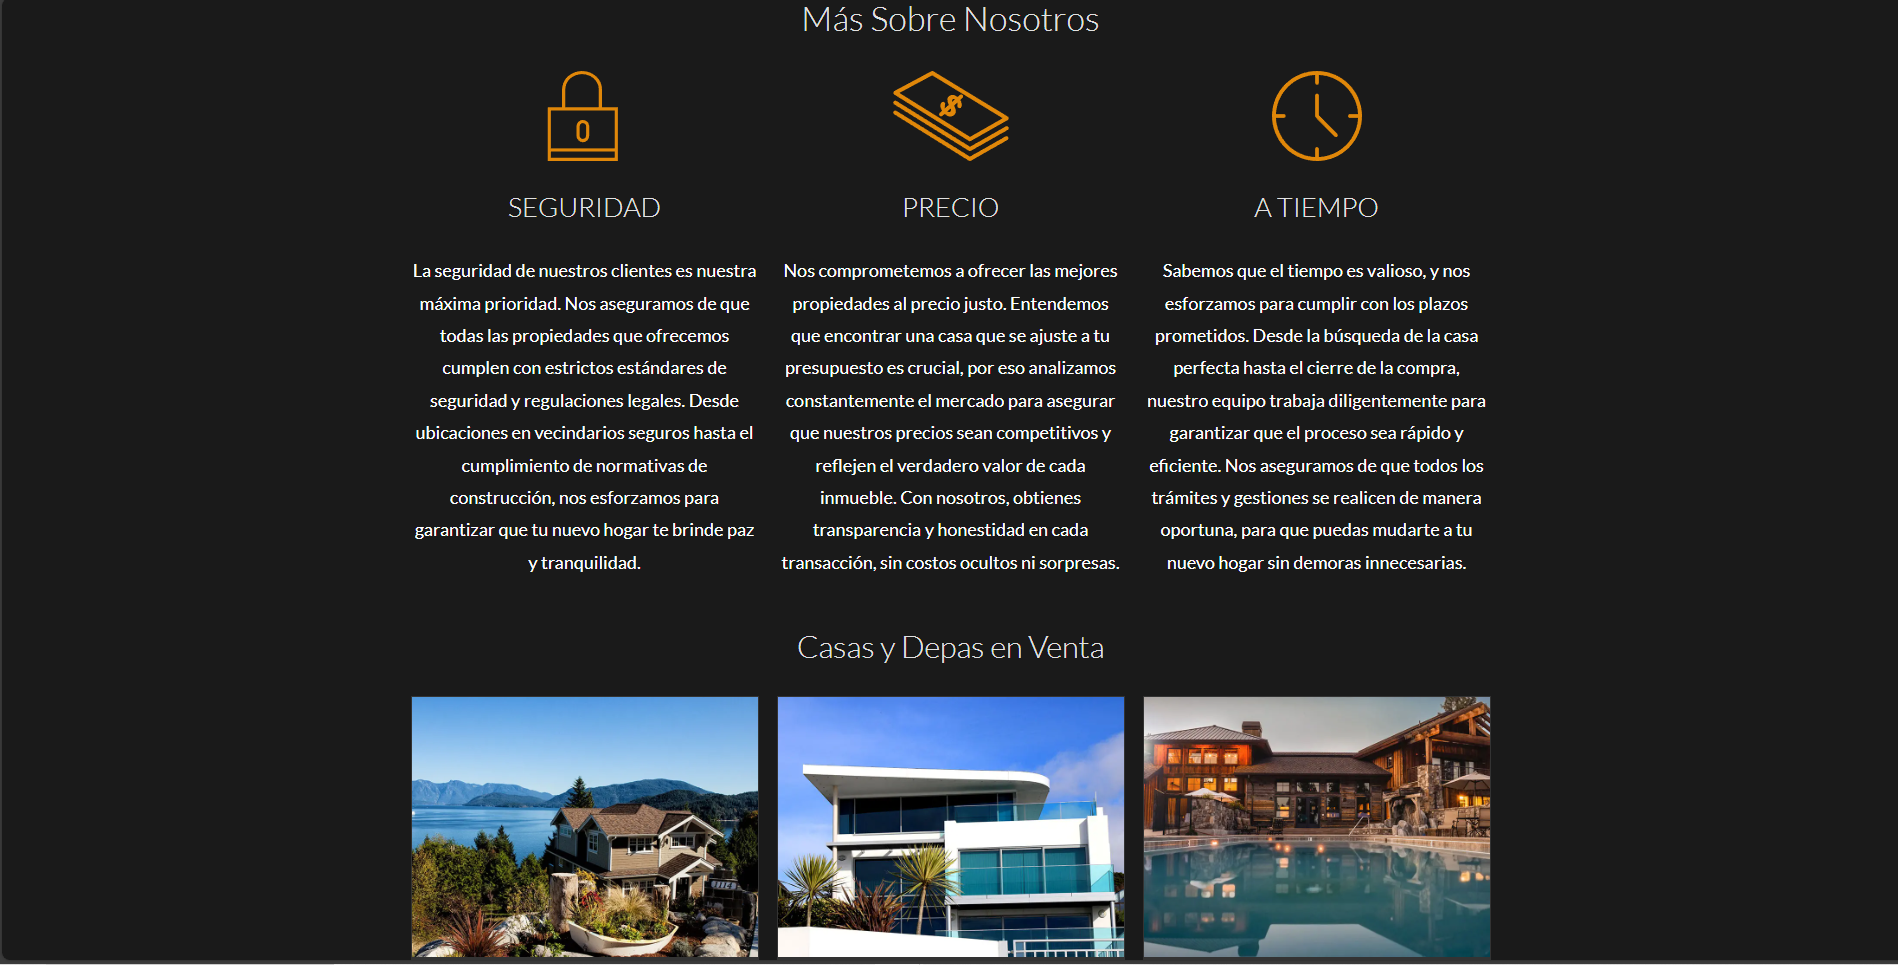 Más Sobre Nosotros
SEGURIDAD
La seguridad de nuestros clientes es nuestra
máxima prioridad. Nos aseguramos de que
todas las propiedades que ofrecemos
cumplen con estrictos estándares de
seguridad y regulaciones legales. Desde
ubicaciones en vecindarios seguros hasta el
cumplimiento de normativas de
construcción, nos esforzamos para
garantizar que tu nuevo hogar te brinde paz
y tranquilidad.
$
PRECIO
Nos comprometemos a ofrecer las mejores
propiedades al precio justo. Entendemos
que encontrar una casa que se ajuste a tu
presupuesto es crucial, por eso analizamos
constantemente el mercado para asegurar
que nuestros precios sean competitivos y
reflejen el verdadero valor de cada
inmueble. Con nosotros, obtienes
transparencia y honestidad en cada
transacción, sin costos ocultos ni sorpresas.
A TIEMPO
Sabemos que el tiempo es valioso, y nos
esforzamos para cumplir con los plazos
prometidos. Desde la búsqueda de la casa
perfecta hasta el cierre de la compra,
nuestro equipo trabaja diligentemente para
garantizar que el proceso sea rápido y
eficiente. Nos aseguramos de que todos los
trámites y gestiones se realicen de manera
oportuna, para que puedas mudarte a tu
nuevo hogar sin demoras innecesarias.
Casas y Depas en Venta